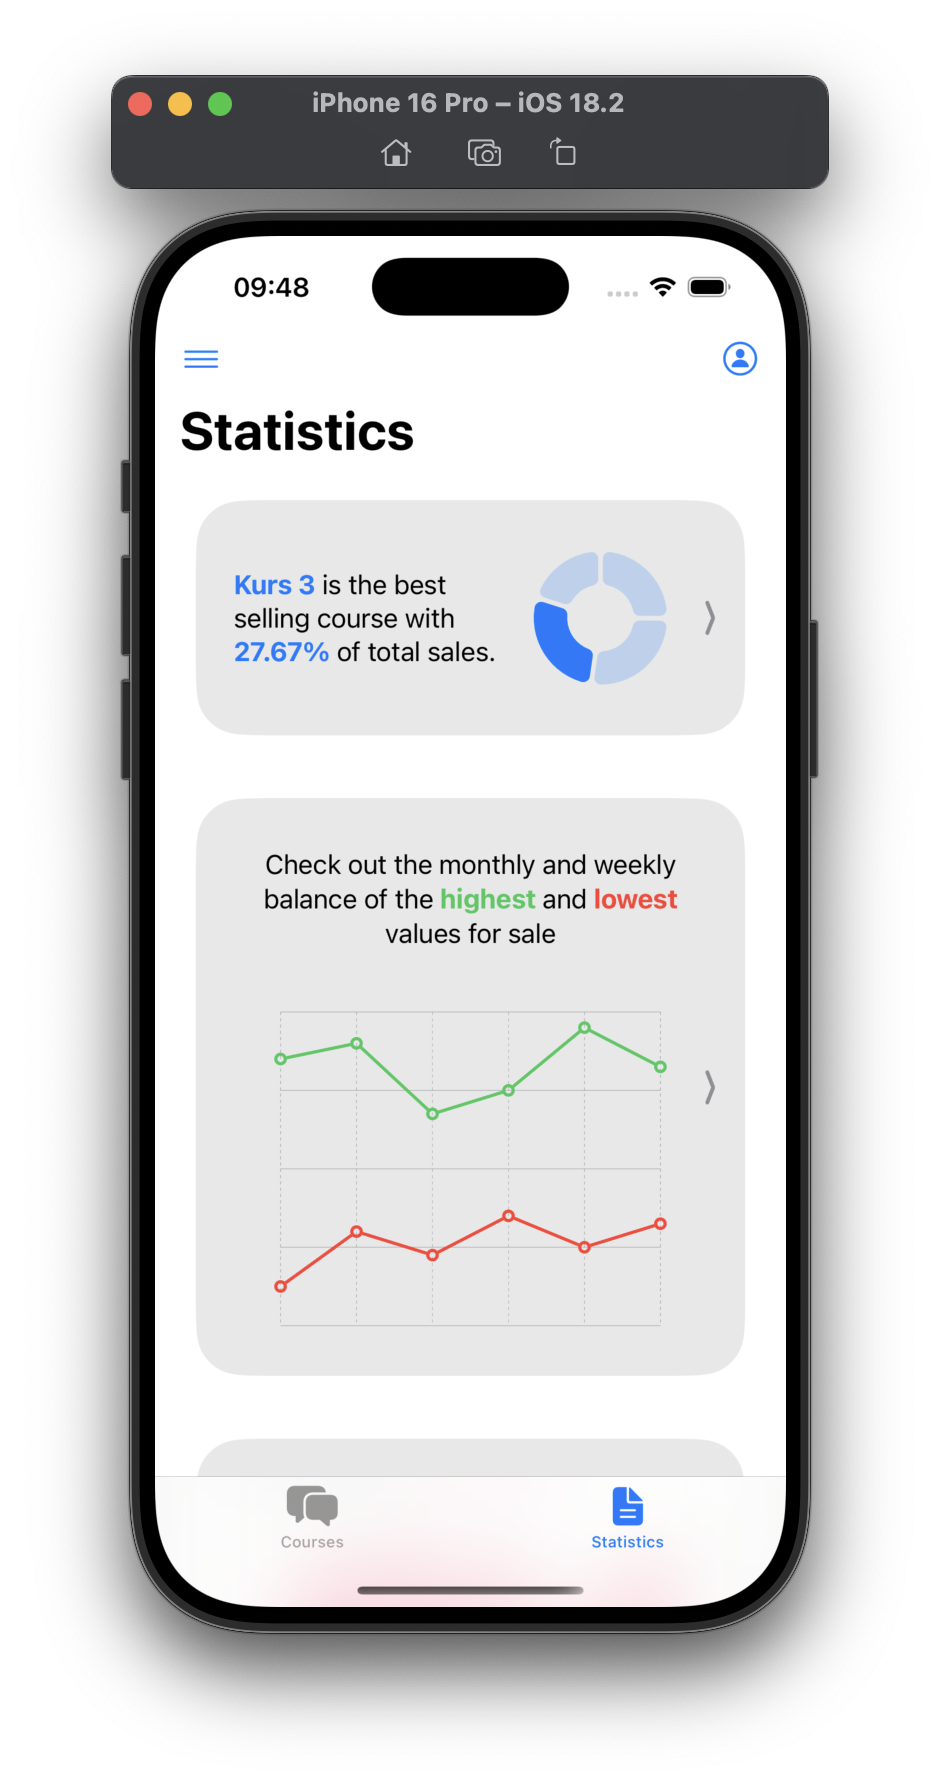 iPhone 16 Pro – iOS 18.2
09:48
Statistics
Kurs 3 is the best
selling course with
27.67% of total sales.
Check out the monthly and weekly
balance of the highest and lowest
values for sale
Courses
Statistics